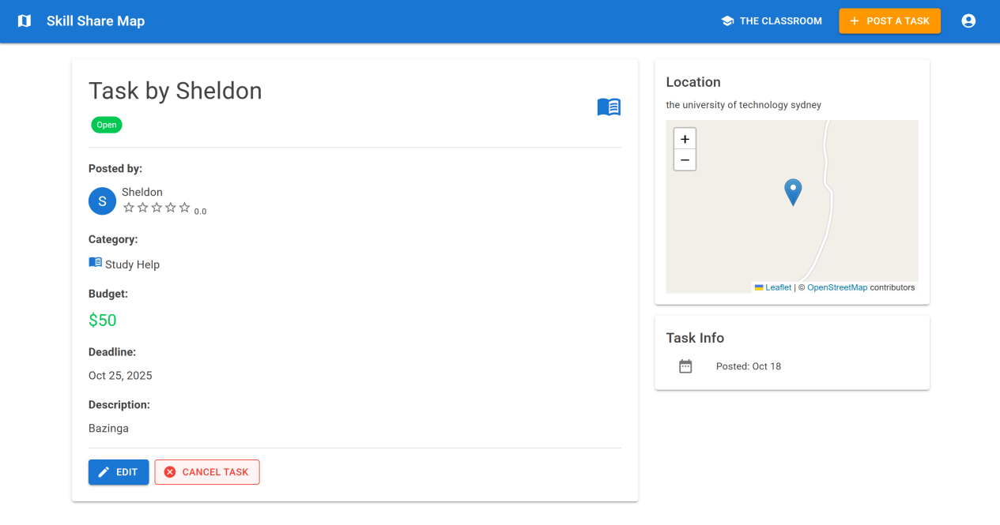 Skill Share Map
THE CLASSROOM
+ POST A TASK
Task by Sheldon
Open
Posted by:
S
Sheldon
0.0
Category:
Study Help
Budget:
$50
Deadline:
Oct 25, 2025
Description:
Bazinga
EDIT
CANCEL TASK
Location
the university of technology sydney
+
−
Leaflet | © OpenStreetMap contributors
Task Info
Posted: Oct 18